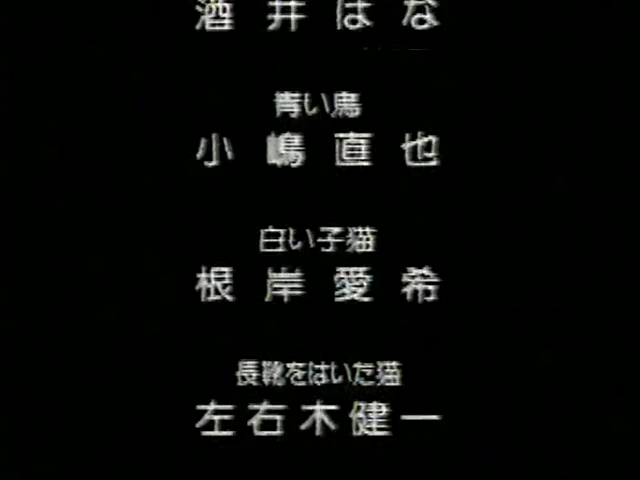 酒井はな
青い鳥
小嶋直也
白い子猫
根岸愛希
長靴をはいた猫
左右木健一